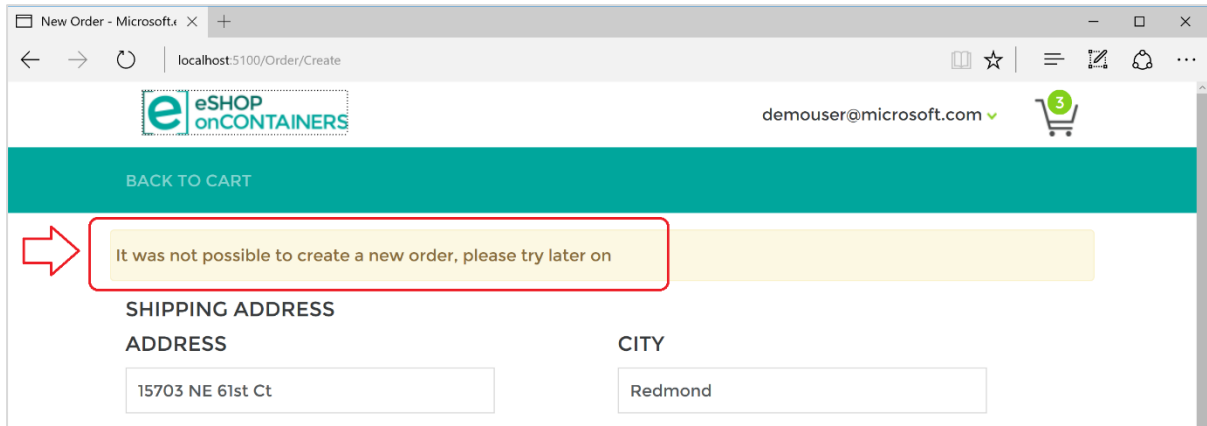 New Order - Microsoft.e
localhost:5100/Order/Create
eSHOP
onCONTAINERS
demouser@microsoft.com
3
BACK TO CART
It was not possible to create a new order, please try later on
SHIPPING ADDRESS
ADDRESS
CITY
15703 NE 61st Ct
Redmond